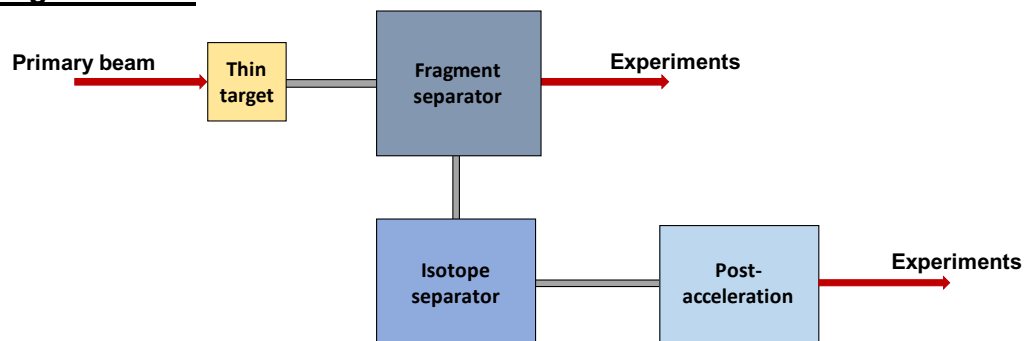 Primary beam
Thin
target
Fragment
separator
Experiments
Isotope
separator
Post-
acceleration
Experiments